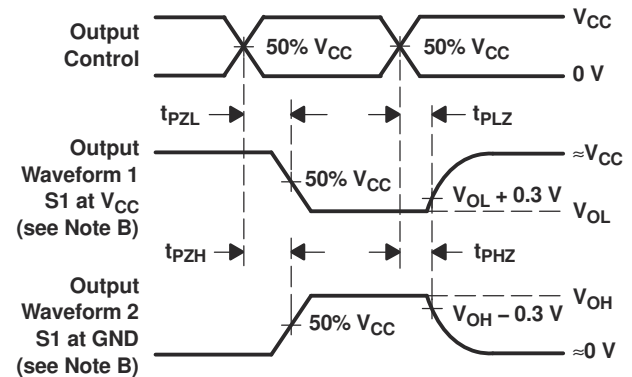 Output
Control
50% VCC
50% VCC
VCC
0 V
tPZL
tPLZ
Output
Waveform 1
S1 at VCC
(see Note B)
50% VCC
≈VCC
VOL + 0.3 V
VOL
tPZH
tPHZ
Output
Waveform 2
S1 at GND
(see Note B)
50% VCC
VOH
VOH − 0.3 V
≈0 V